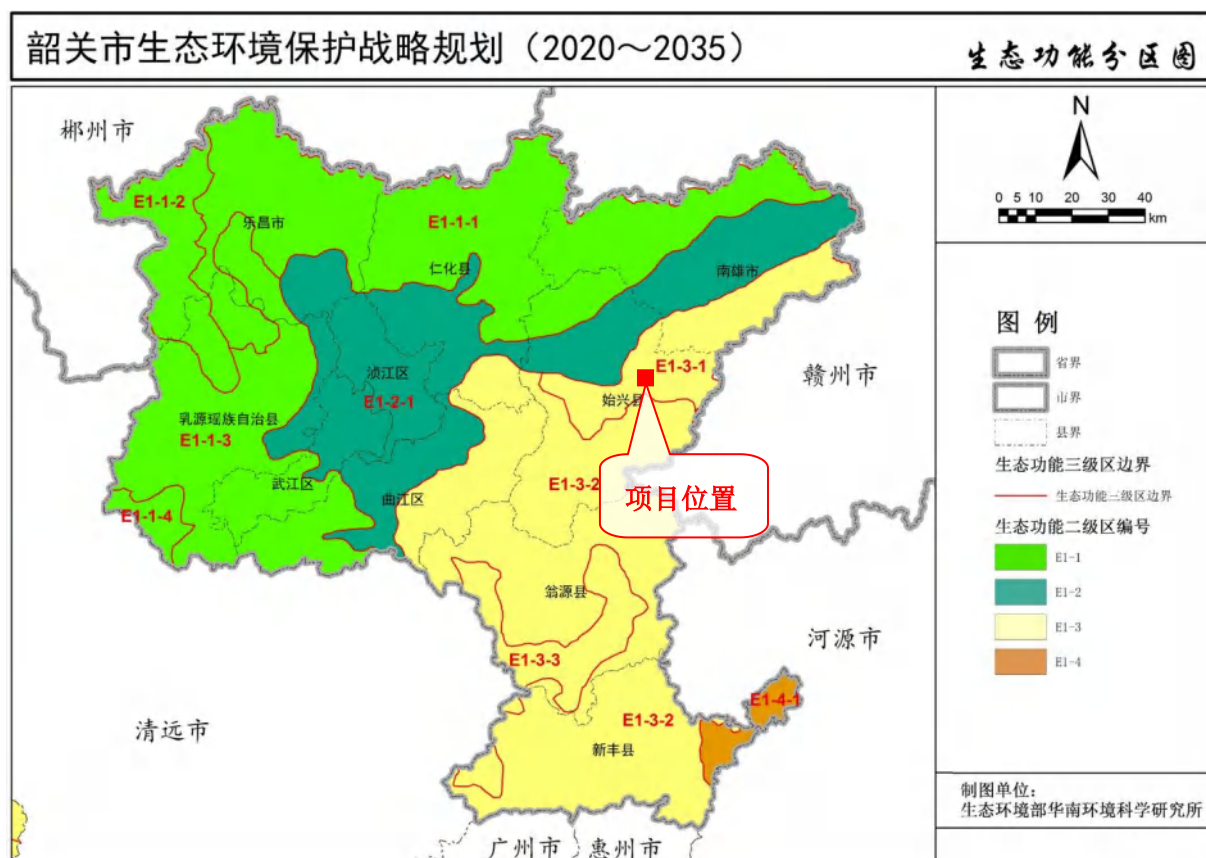 韶关市生态环境保护战略规划（2020～2035）
生态功能分区图
郴州市
E1-1-2
乐昌市
E1-1-1
仁化县
南雄市
E1-3-1
赣州市
浈江区
E1-2-1
始兴县
乳源瑶族自治县
E1-1-3
武江区
曲江区
E1-3-2
项目位置
E1-1-4
翁源县
E1-3-3
河源市
E1-4-1
清远市
E1-3-2
新丰县
广州市
惠州市
N
0 5 10 20 30 40
km
图 例
省界
市界
县界
生态功能三级区边界
生态功能三级区边界
生态功能二级区编号
E1-1
E1-2
E1-3
E1-4
制图单位：
生态环境部华南环境科学研究所